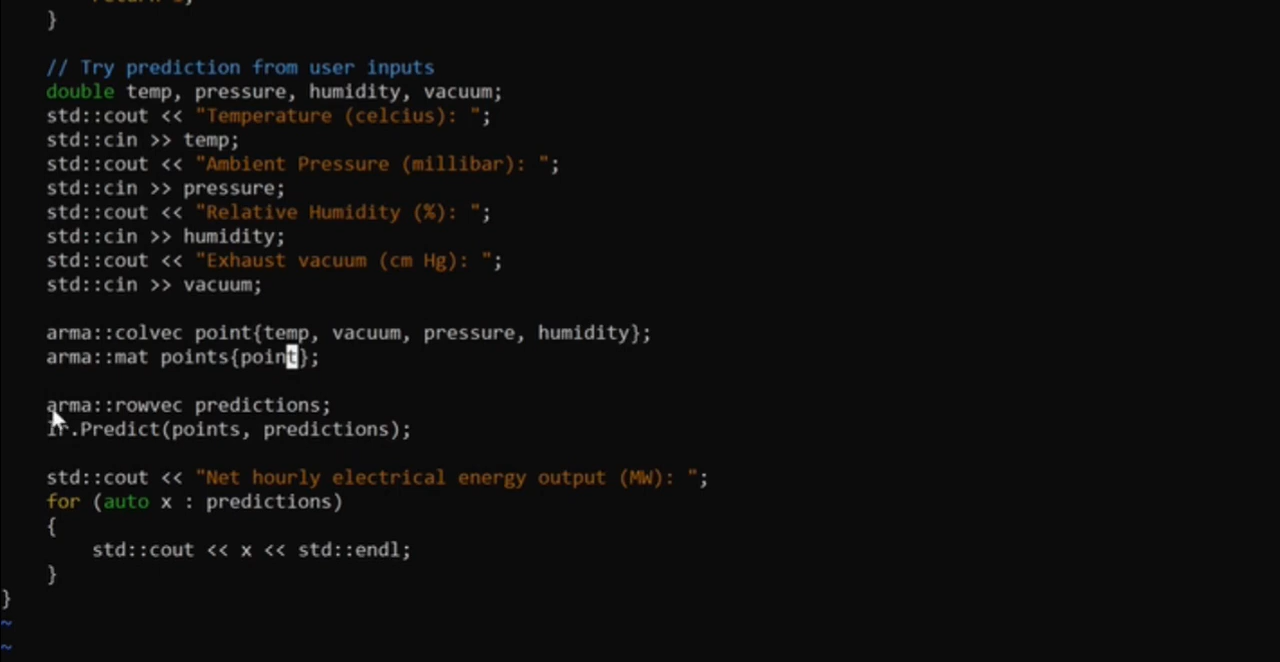 }
// Try prediction from user inputs
double temp, pressure, humidity, vacuum;
std::cout << "Temperature (celcius): ";
std::cin >> temp;
std::cout << "Ambient Pressure (millibar): ";
std::cin >> pressure;
std::cout << "Relative Humidity (%): ";
std::cin >> humidity;
std::cout << "Exhaust vacuum (cm Hg): ";
std::cin >> vacuum;
arma::colvec point{temp, vacuum, pressure, humidity};
arma::mat points{point};
arma::rowvec predictions;
lr.Predict(points, predictions);
std::cout << "Net hourly electrical energy output (MW): ";
for (auto x : predictions)
{
std::cout << x << std::endl;
}
}
~
~